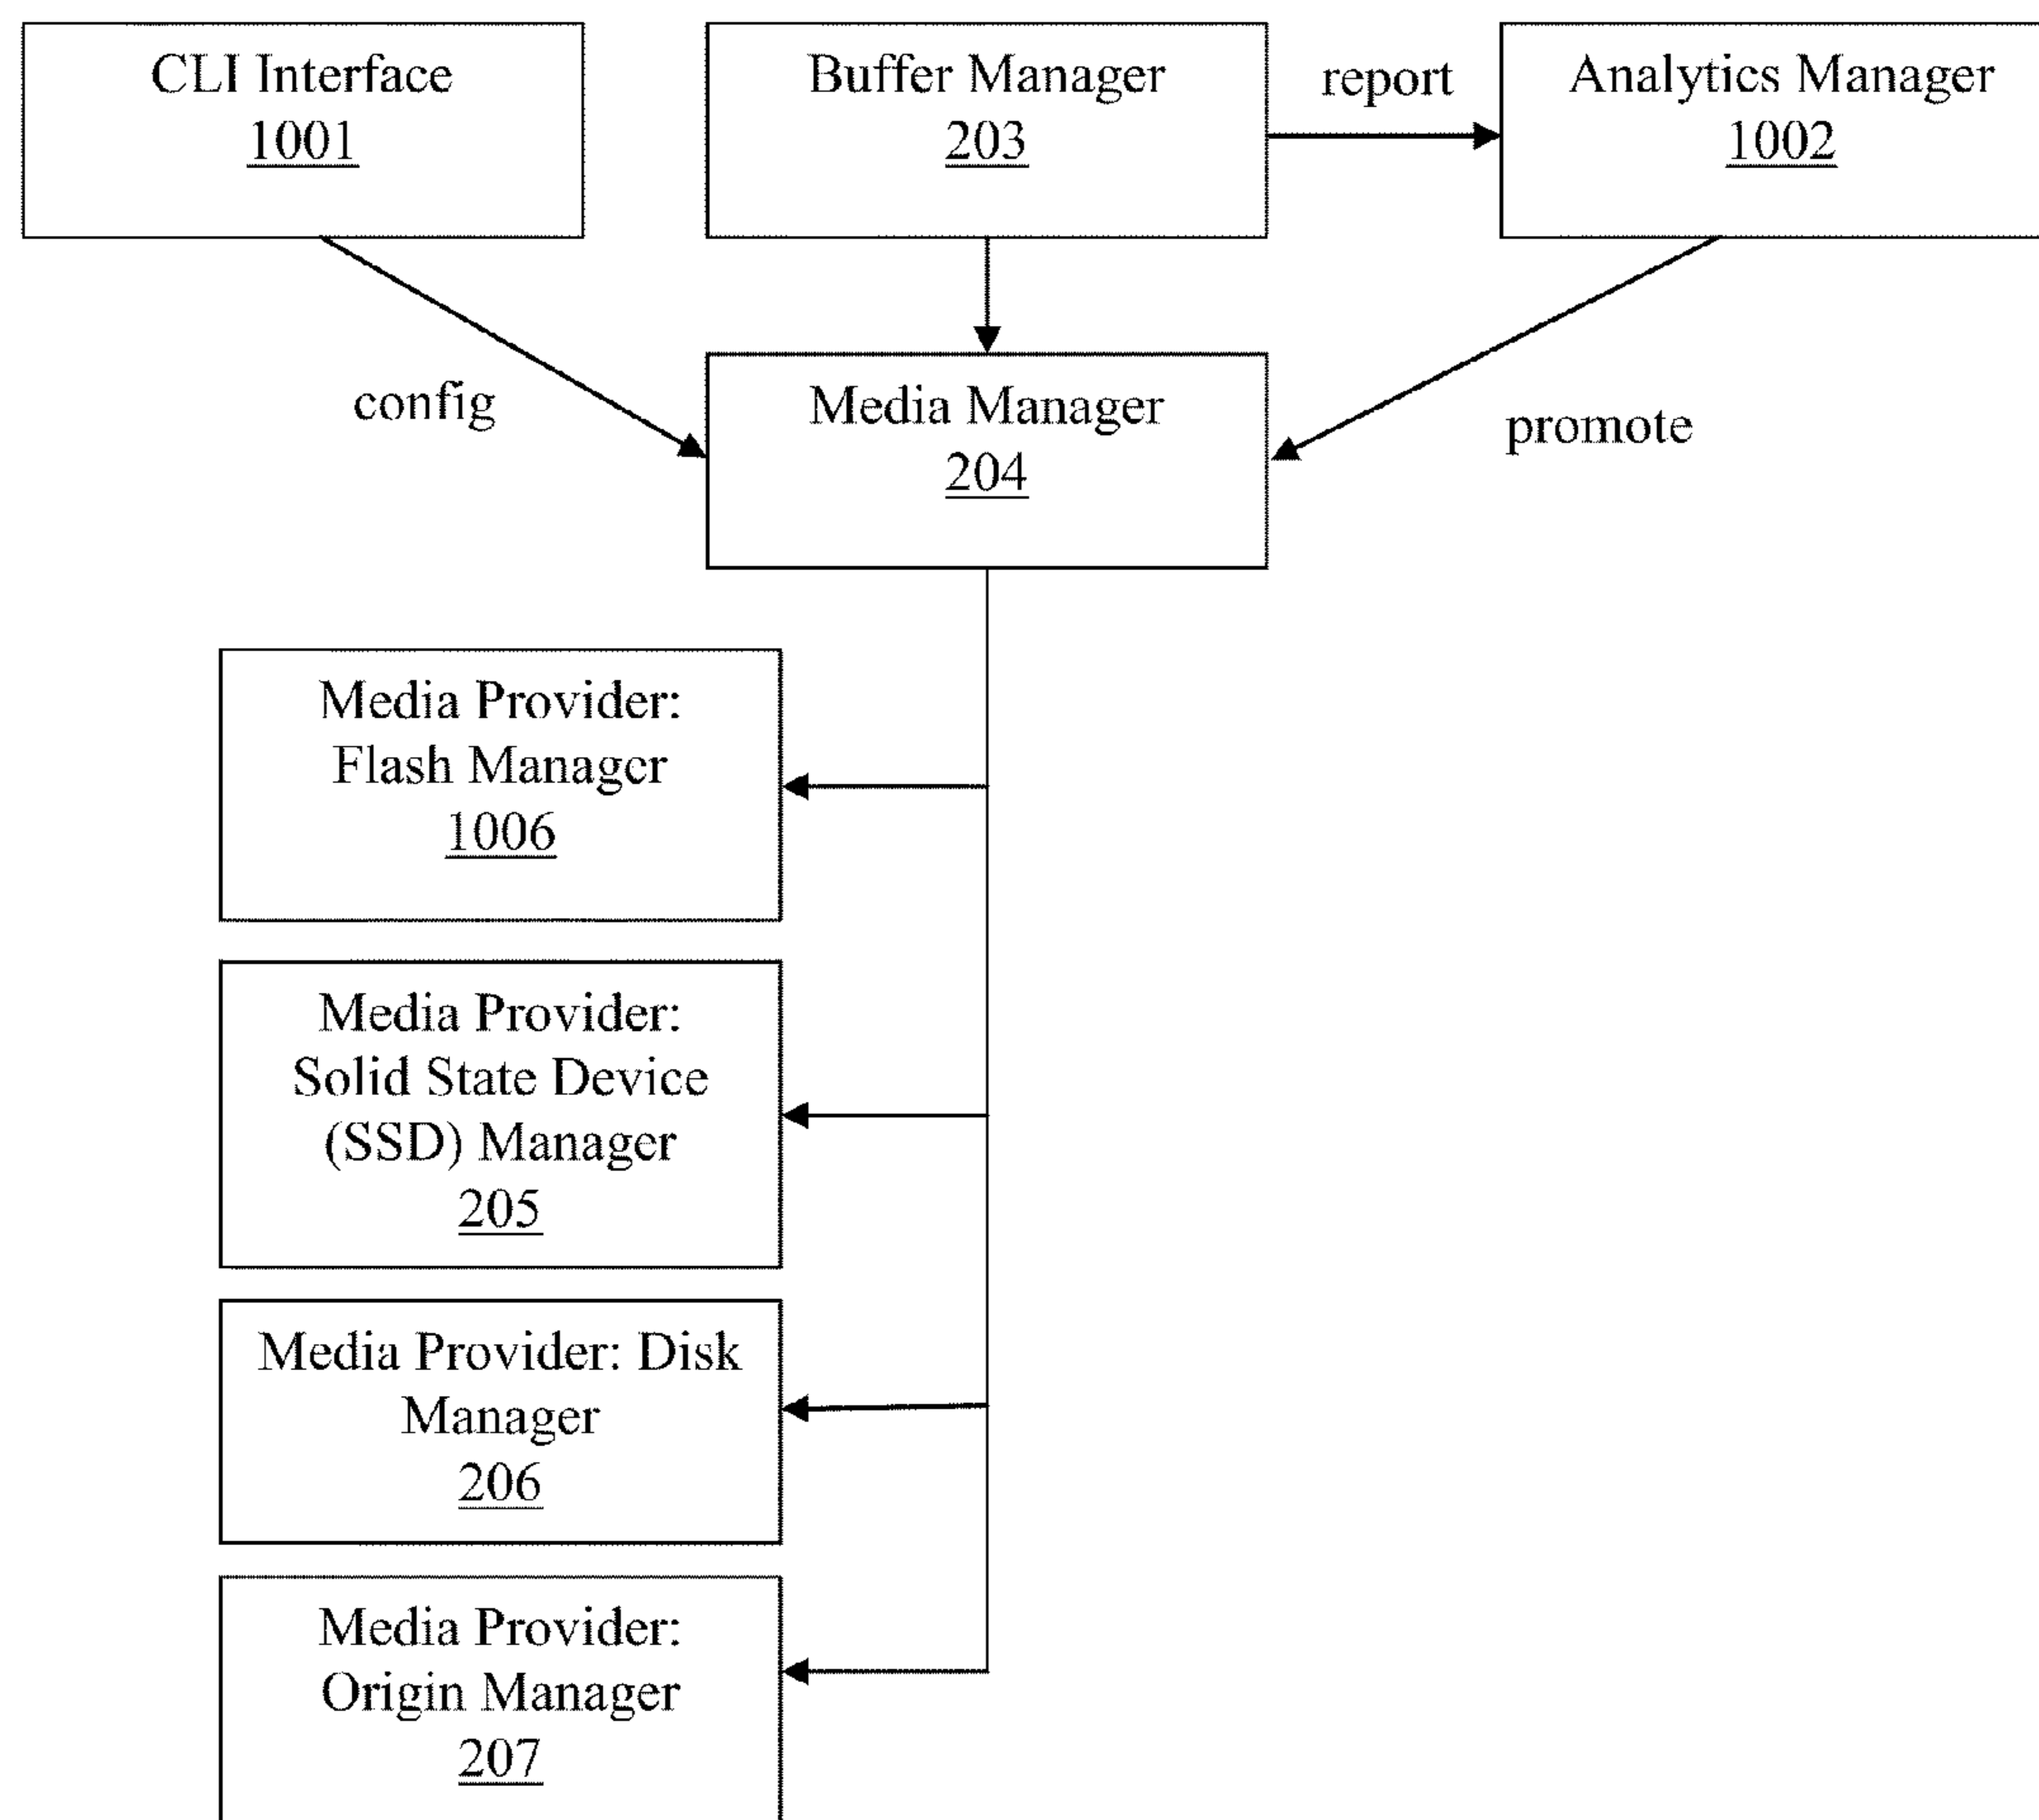 CLI Interface
1001
Buffer Manager
203
report
Analytics Manager
1002
config
Media Manager
204
promote
Media Provider:
Flash Manager
1006
Media Provider:
Solid State Device
(SSD) Manager
205
Media Provider: Disk
Manager
206
Media Provider:
Origin Manager
207